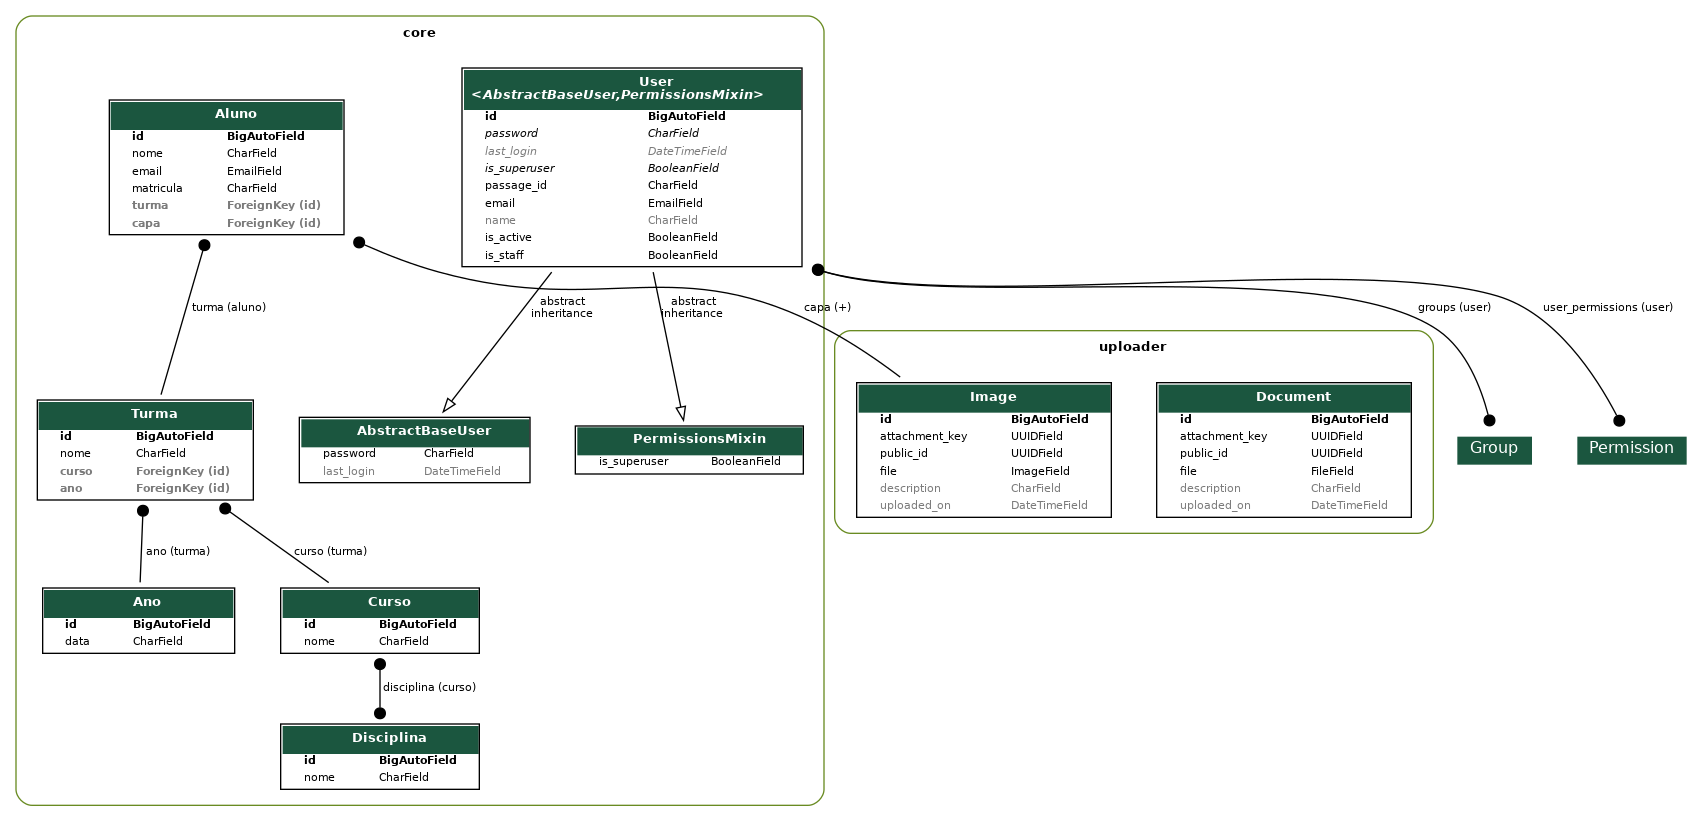 core
User
<AbstractBaseUser,PermissionsMixin>
id BigAutoField
password CharField
last_login DateTimeField
is_superuser BooleanField
passage_id CharField
email EmailField
name CharField
is_active BooleanField
is_staff BooleanField
Aluno
id BigAutoField
nome CharField
email EmailField
matricula CharField
turma ForeignKey (id)
capa ForeignKey (id)
turma (aluno)
abstract
inheritance
abstract
inheritance
capa (+)
groups (user)
user_permissions (user)
uploader
Turma
id BigAutoField
nome CharField
curso ForeignKey (id)
ano ForeignKey (id)
AbstractBaseUser
password CharField
last_login DateTimeField
PermissionsMixin
is_superuser BooleanField
Image
id BigAutoField
attachment_key UUIDField
public_id UUIDField
file ImageField
description CharField
uploaded_on DateTimeField
Document
id BigAutoField
attachment_key UUIDField
public_id UUIDField
file FileField
description CharField
uploaded_on DateTimeField
Group
Permission
ano (turma)
curso (turma)
Ano
id BigAutoField
data CharField
Curso
id BigAutoField
nome CharField
disciplina (curso)
Disciplina
id BigAutoField
nome CharField